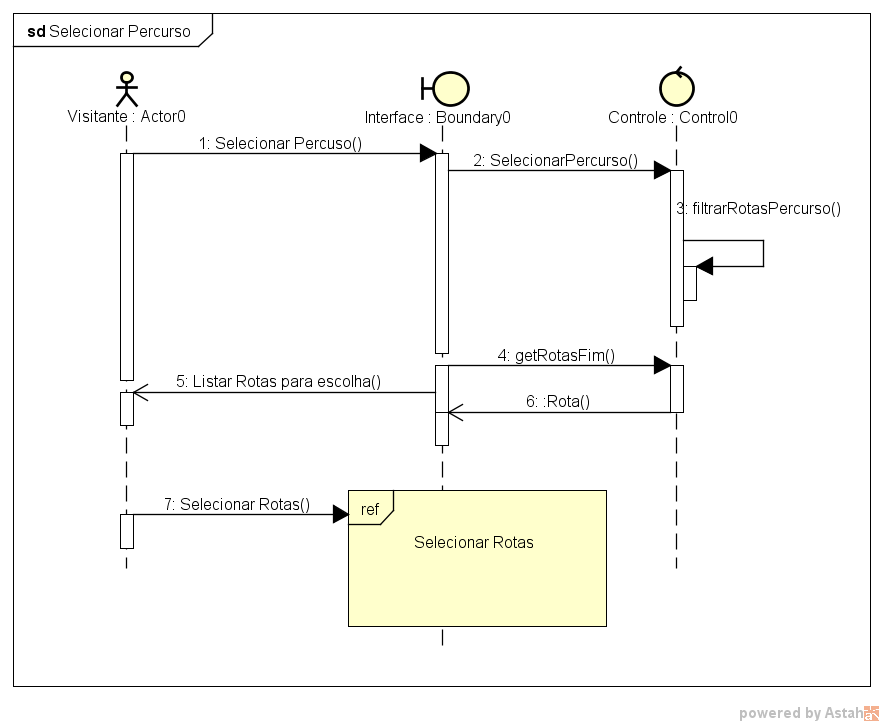 sd Selecionar Percurso
Visitante : Actor0
Interface : Boundary0
Controle : Control0
1: Selecionar Percuso()
2: SelecionarPercurso()
3: filtrarRotasPercurso()
4: getRotasFim()
5: Listar Rotas para escolha()
6: :Rota()
7: Selecionar Rotas()
ref
Selecionar Rotas
powered by Astah